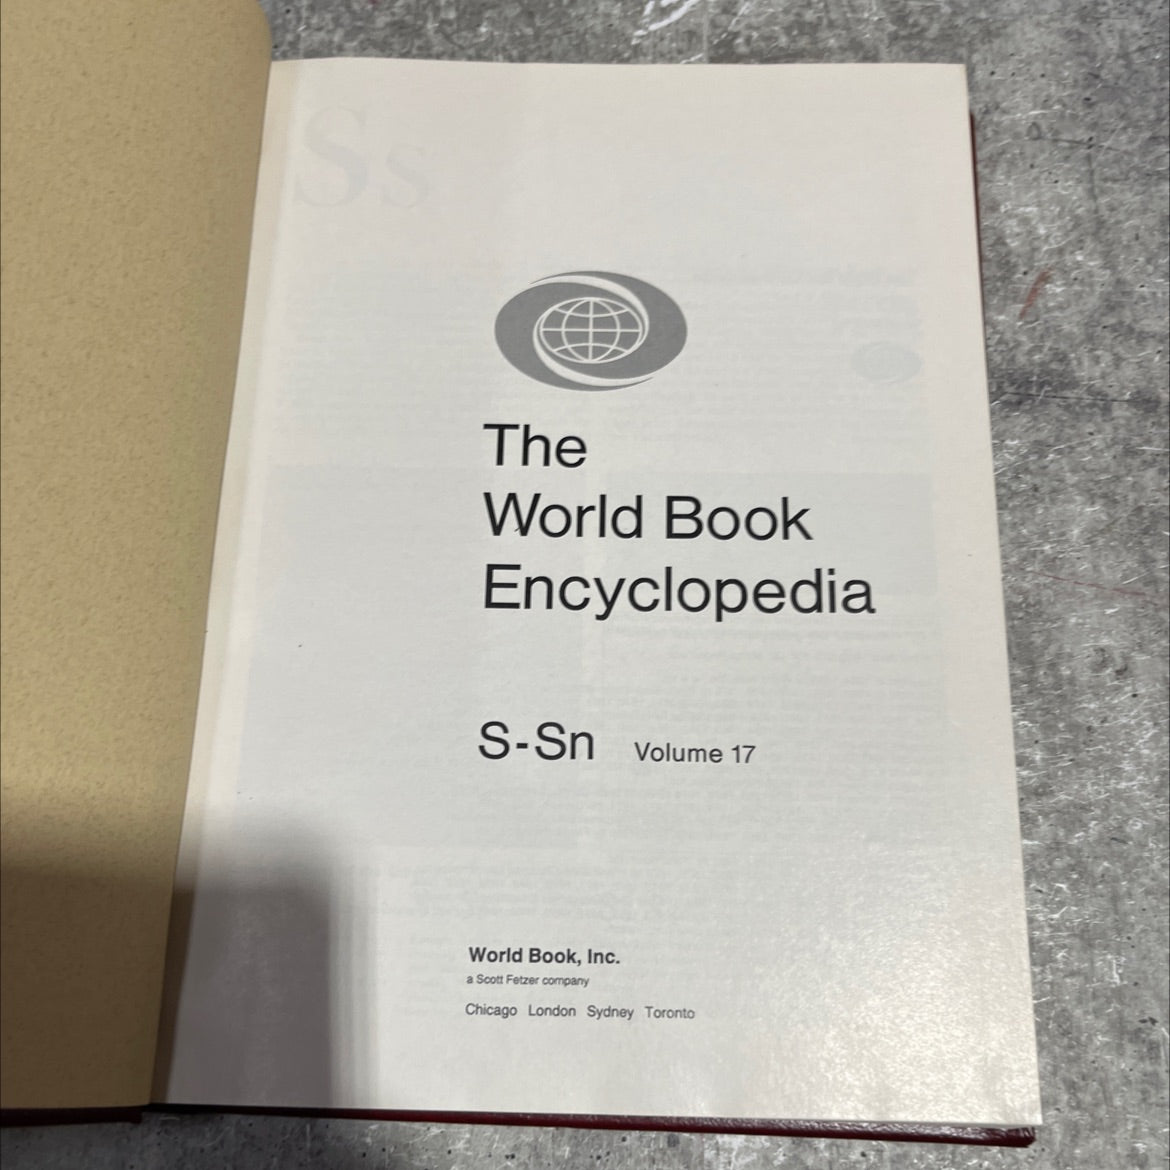 Ss
The
World Book
Encyclopedia
S-Sn Volume 17
World Book, Inc.
a Scott Fetzer company
Chicago London Sydney Toronto